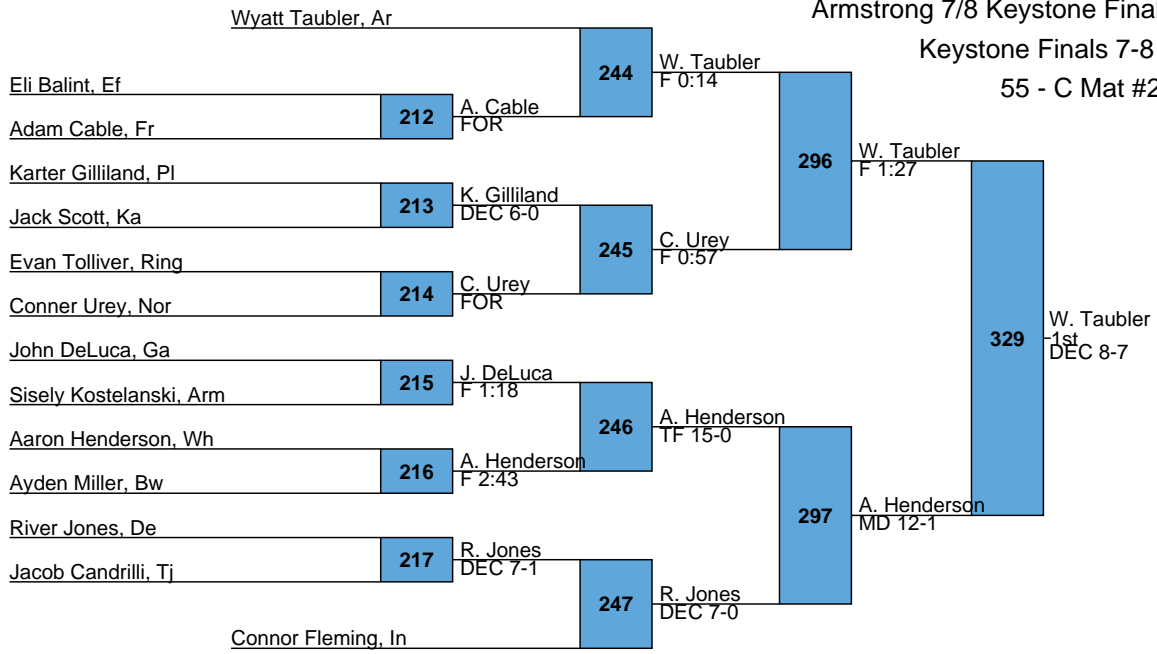 Armstrong 7/8 Keystone Final
Keystone Finals 7-8
55 - C Mat #2
Wyatt Taubler, Ar
244
W. Taubler
F 0:14
Eli Balint, Ef
212
A. Cable
FOR
Adam Cable, Fr
296
W. Taubler
F 1:27
Karter Gilliland, Pl
213
K. Gilliland
DEC 6-0
Jack Scott, Ka
245
C. Urey
F 0:57
Evan Tolliver, Ring
214
C. Urey
FOR
Conner Urey, Nor
329
W. Taubler
1st
DEC 8-7
John DeLuca, Ga
215
J. DeLuca
F 1:18
Sisely Kostelanski, Arm
246
A. Henderson
TF 15-0
Aaron Henderson, Wh
216
A. Henderson
F 2:43
Ayden Miller, Bw
297
A. Henderson
MD 12-1
River Jones, De
217
R. Jones
DEC 7-1
Jacob Candrilli, Tj
247
R. Jones
DEC 7-0
Connor Fleming, In